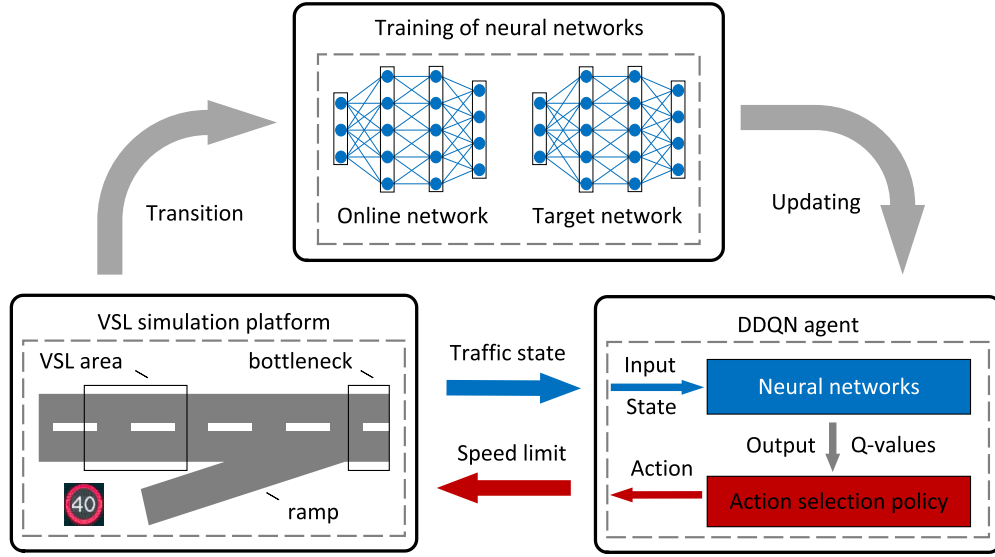 Training of neural networks
Online network
Target network
Transition
Updating
VSL simulation platform
VSL area
bottleneck
40
ramp
Traffic state
Speed limit
DDQN agent
Input
State
Neural networks
Output
Q-values
Action
Action selection policy